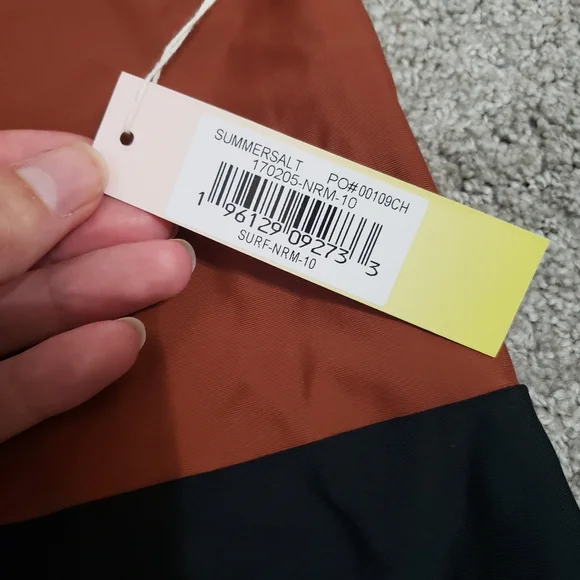 SUMMERSALT PO# 00109CH
170205-NRM-10
1 96129 09273 3
SURF-NRM-10